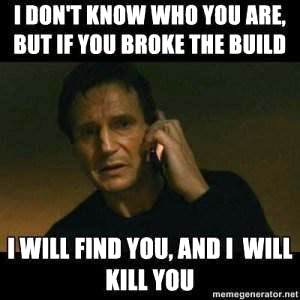 I DON'T KNOW WHO YOU ARE,
BUT IF YOU BROKE THE BUILD
I WILL FIND YOU, AND I WILL
KILL YOU
memegenerator.net